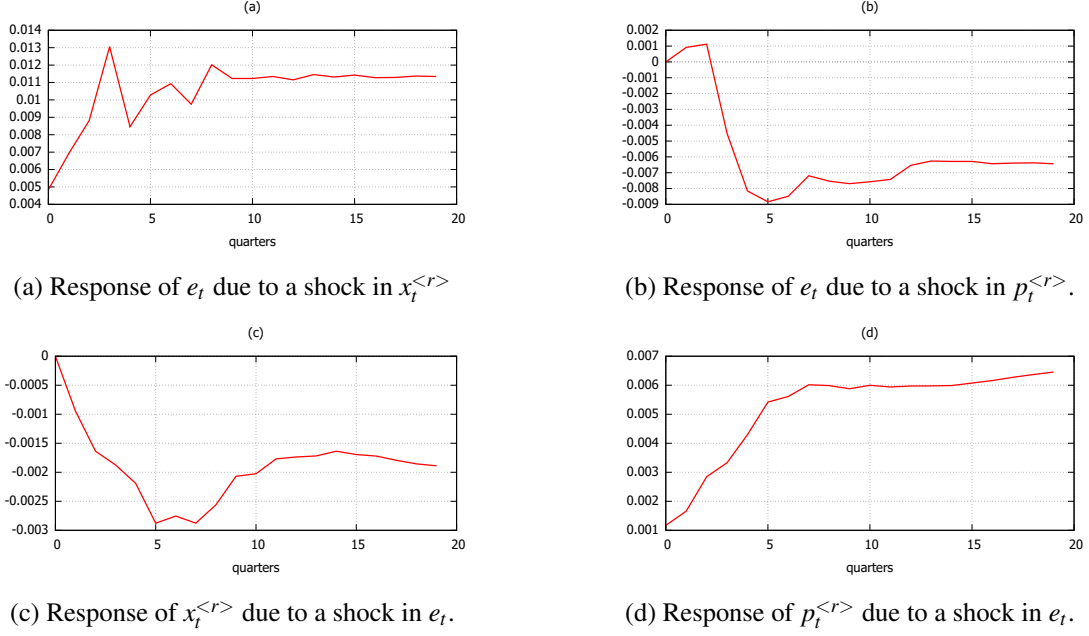 (a)
0.014
0.013
0.012
0.011
0.01
0.009
0.008
0.007
0.006
0.005
0.004
0 5 10 15 20
quarters
(a) Response of e_t due to a shock in x_t^{<r>}
(b)
0.002
0.001
0
-0.001
-0.002
-0.003
-0.004
-0.005
-0.006
-0.007
-0.008
-0.009
0 5 10 15 20
quarters
(b) Response of e_t due to a shock in p_t^{<r>}.
(c)
0
-0.0005
-0.001
-0.0015
-0.002
-0.0025
-0.003
0 5 10 15 20
quarters
(c) Response of x_t^{<r>} due to a shock in e_t.
(d)
0.007
0.006
0.005
0.004
0.003
0.002
0.001
0 5 10 15 20
quarters
(d) Response of p_t^{<r>} due to a shock in e_t.